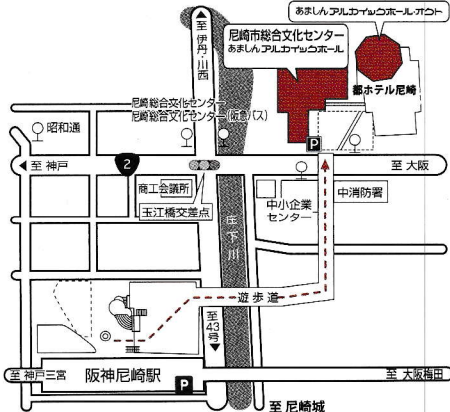 あましんアルカイックホール・オクト
尼崎市総合文化センター
あましんアルカイックホール
至伊丹・川西
都ホテル尼崎
尼崎総合文化センター
尼崎総合文化センター(阪急バス)
昭和通
P
至 神戸
2
至 大阪
商工会議所
中小企業
センター
中消防署
玉江橋交差点
庄下川
遊歩道
至43号
至 神戸三宮
阪神尼崎駅
P
至 大阪梅田
至 尼崎城